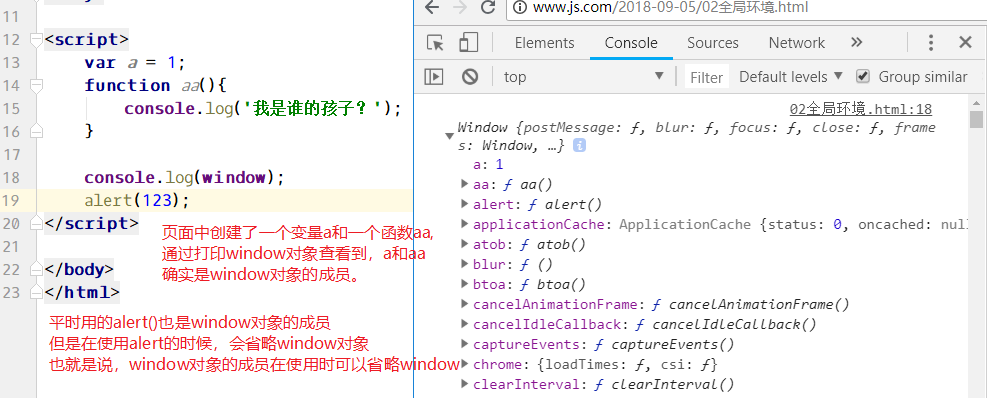 11
12 <script>
13 var a = 1;
14 function aa(){
15 console.log('我是谁的孩子？');
16 }
17
18 console.log(window);
19 alert(123);
20 </script>
21
22 </body>
23 </html>
页面中创建了一个变量a和一个函数aa,
通过打印window对象查看到，a和aa
确实是window对象的成员。
平时用的alert()也是window对象的成员
但是在使用alert的时候，会省略window对象
也就是说，window对象的成员在使用时可以省略window
www.js.com/2018-09-05/02全局环境.html
Elements Console Sources Network
top Filter Default levels Group similar
02全局环境.html:18
Window {postMessage: ƒ, blur: ƒ, focus: ƒ, close: ƒ, frame
s: Window, …}
a: 1
aa: ƒ aa()
alert: ƒ alert()
applicationCache: ApplicationCache {status: 0, oncached: null
atob: ƒ atob()
blur: ƒ ()
btoa: ƒ btoa()
cancelAnimationFrame: ƒ cancelAnimationFrame()
cancelIdleCallback: ƒ cancelIdleCallback()
captureEvents: ƒ captureEvents()
chrome: {loadTimes: ƒ, csi: ƒ}
clearInterval: ƒ clearInterval()